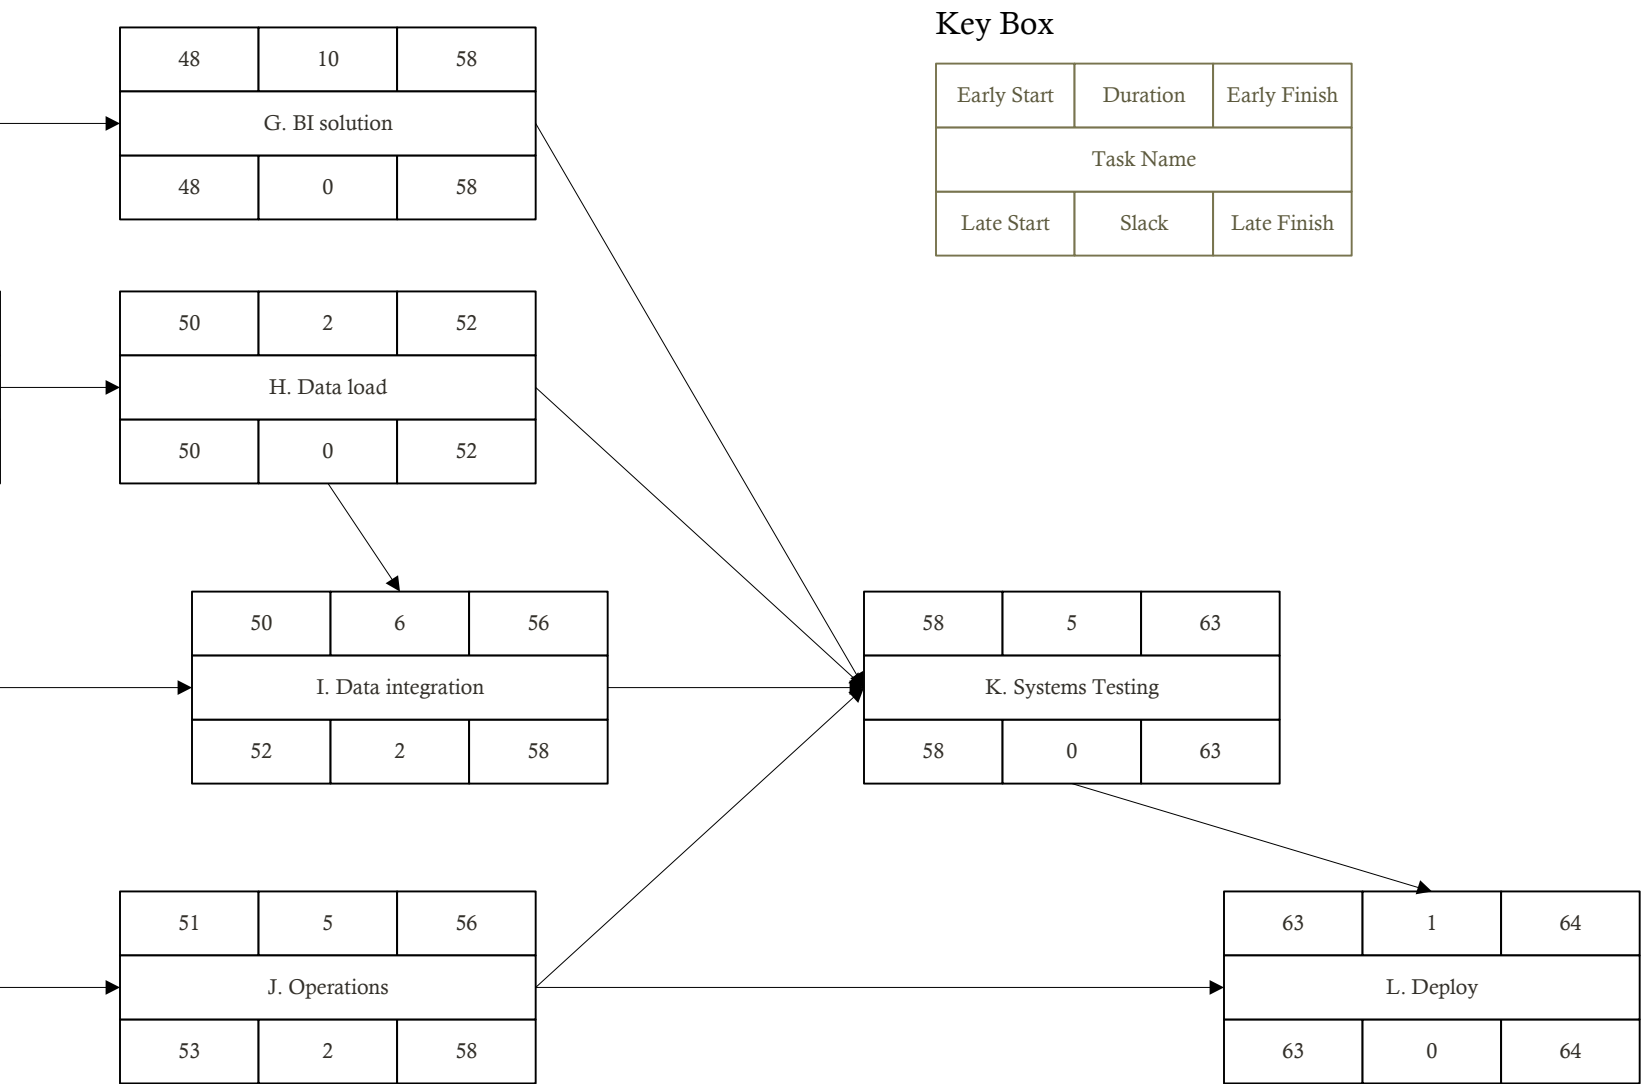 Key Box
Early Start Duration Early Finish
Task Name
Late Start Slack Late Finish
48 10 58
G. BI solution
48 0 58
50 2 52
H. Data load
50 0 52
50 6 56
I. Data integration
52 2 58
58 5 63
K. Systems Testing
58 0 63
51 5 56
J. Operations
53 2 58
63 1 64
L. Deploy
63 0 64